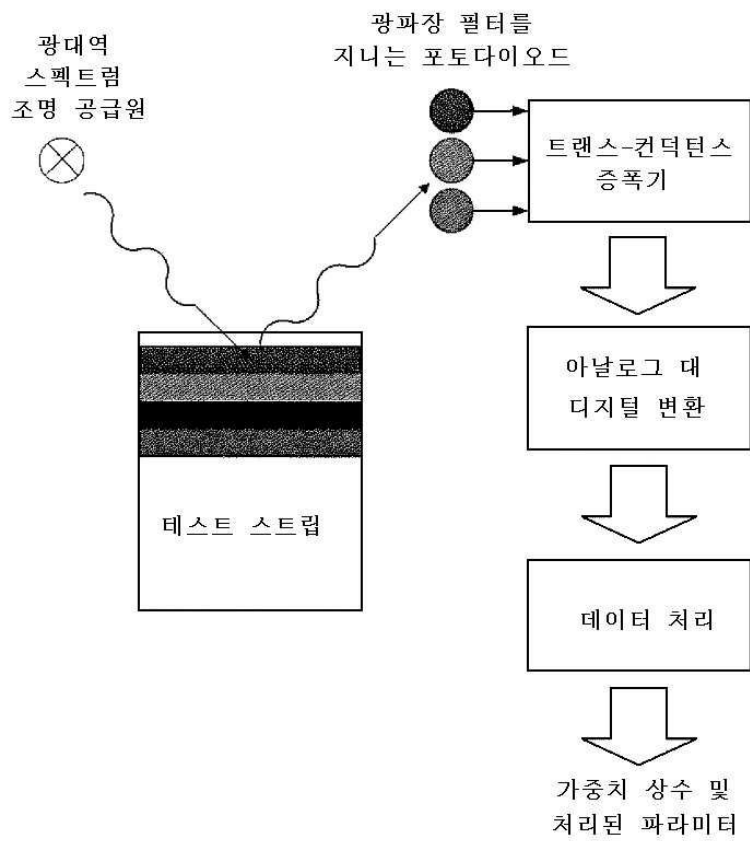 광대역
스펙트럼
조명 공급원
광파장 필터를
지니는 포토다이오드
트랜스-컨덕턴스
증폭기
아날로그 대
디지털 변환
테스트 스트립
데이터 처리
가중치 상수 및
처리된 파라미터